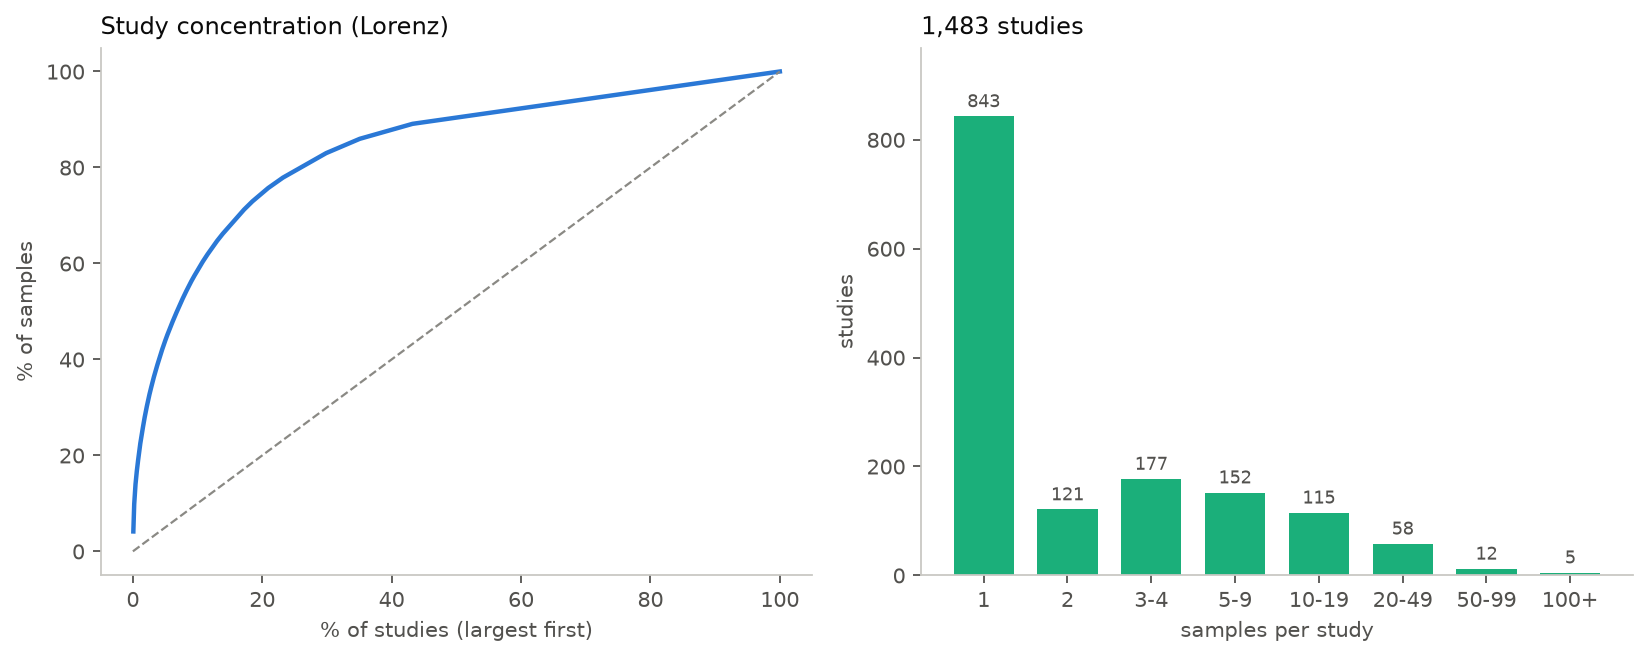 Study concentration (Lorenz)
% of samples
100
80
60
40
20
0
0 20 40 60 80 100
% of studies (largest first)
1,483 studies
studies
800
600
400
200
0
843
121
177
152
115
58
12
5
1 2 3-4 5-9 10-19 20-49 50-99 100+
samples per study